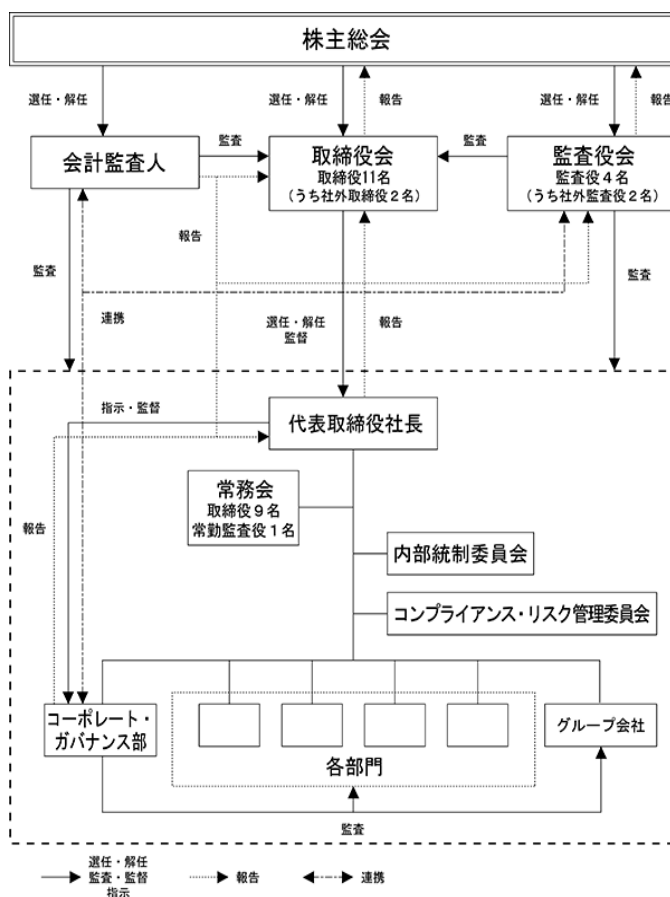 株主総会
選任・解任
選任・解任
報告
選任・解任
報告
会計監査人
監査
取締役会
取締役11名
（うち社外取締役２名）
監査
監査役会
監査役４名
（うち社外監査役２名）
報告
監査
監査
連携
選任・解任
監督
報告
指示・監督
代表取締役社長
常務会
取締役９名
常勤監査役１名
報告
内部統制委員会
コンプライアンス・リスク管理委員会
コーポレート・
ガバナンス部
各部門
グループ会社
監査
選任・解任
監査・監督
指示
報告
連携